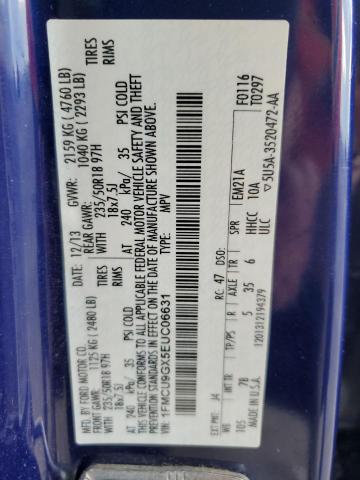 MFD. BY FORD MOTOR CO.
DATE: 12/13 GVWR: 2159 KG ( 4760 LB)
FRONT GAWR: REAR GAWR:
1125 KG ( 2480 LB) 1040 KG ( 2293 LB)
235/50R18 97H TIRES 235/50R18 97H TIRES
18x7.5J RIMS 18x7.5J RIMS
AT 240 kPa/ 35 PSI COLD AT 240 kPa/ 35 PSI COLD
THIS VEHICLE CONFORMS TO ALL APPLICABLE FEDERAL MOTOR VEHICLE SAFETY AND THEFT
PREVENTION STANDARDS IN EFFECT ON THE DATE OF MANUFACTURE SHOWN ABOVE.
VIN: 1FMCU9GX5EUC06631
TYPE: MPV
F0116
T0297
EXT PNT: J4 RC: 47 DSO:
WB INT TR TP/PS R AXLE TR SPR EM21A
105 7B 5 35 6 HHCC 10A
ULC
MADE IN U.S.A. 1201312194379 5U5A-3520472-AA